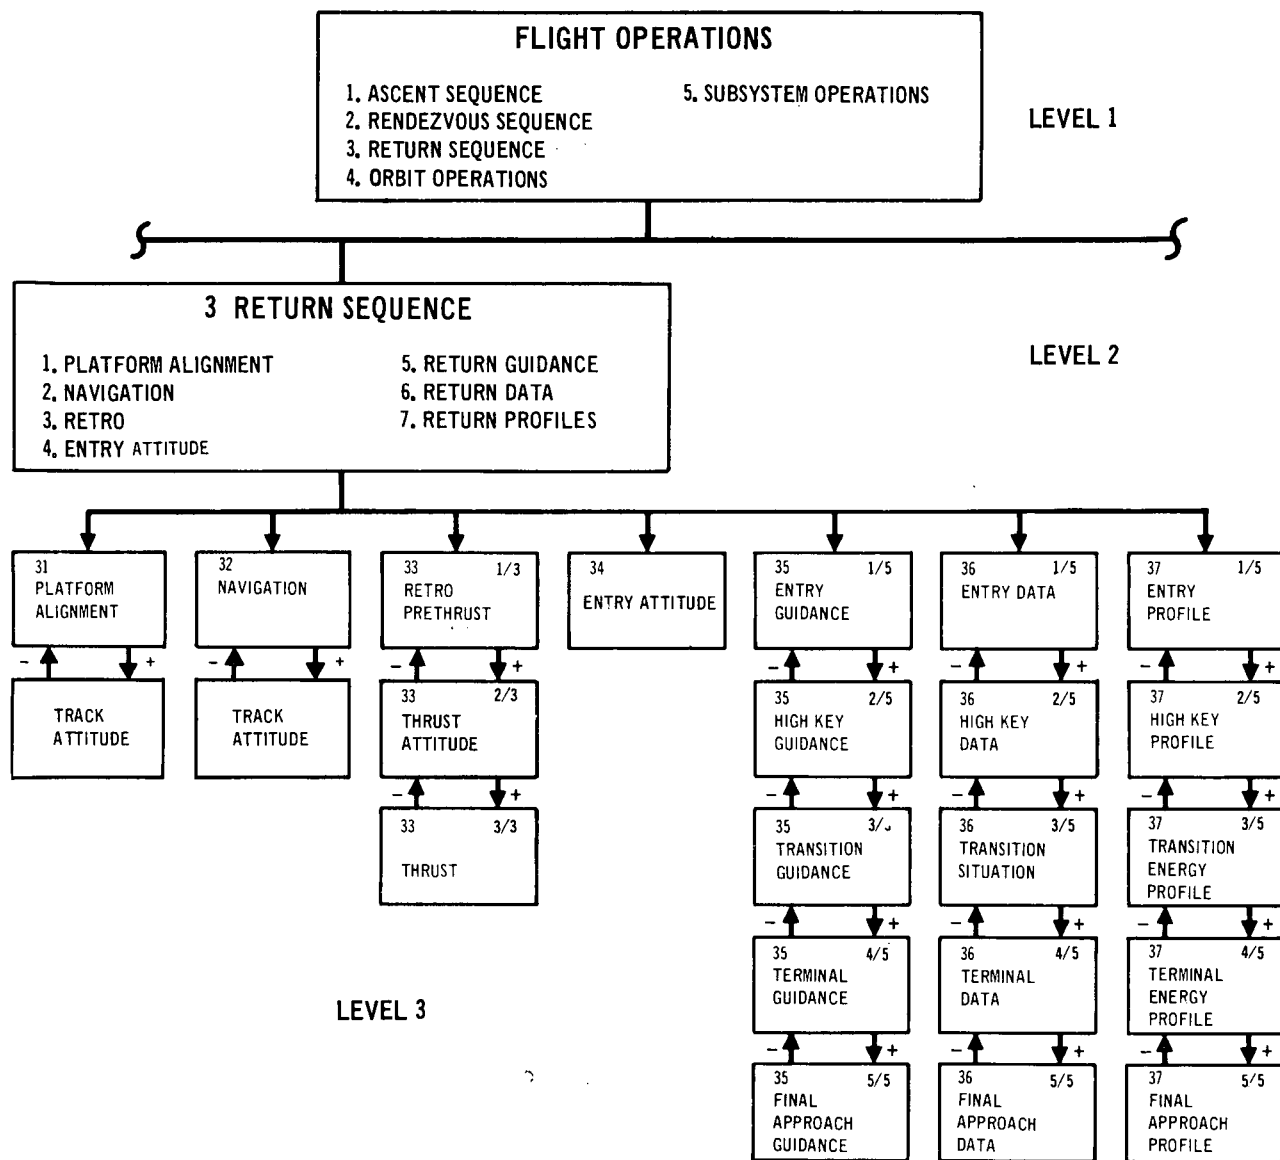 FLIGHT OPERATIONS
1. ASCENT SEQUENCE
2. RENDEZVOUS SEQUENCE
3. RETURN SEQUENCE
4. ORBIT OPERATIONS
5. SUBSYSTEM OPERATIONS
LEVEL 1
3 RETURN SEQUENCE
1. PLATFORM ALIGNMENT
2. NAVIGATION
3. RETRO
4. ENTRY ATTITUDE
5. RETURN GUIDANCE
6. RETURN DATA
7. RETURN PROFILES
LEVEL 2
31
PLATFORM
ALIGNMENT
- +
TRACK
ATTITUDE
32
NAVIGATION
- +
TRACK
ATTITUDE
33 1/3
RETRO
PRETHRUST
- +
33 2/3
THRUST
ATTITUDE
- +
33 3/3
THRUST
34
ENTRY ATTITUDE
35 1/5
ENTRY
GUIDANCE
- +
35 2/5
HIGH KEY
GUIDANCE
- +
35 3/
TRANSITION
GUIDANCE
- +
35 4/5
TERMINAL
GUIDANCE
- +
35 5/5
FINAL
APPROACH
GUIDANCE
36 1/5
ENTRY DATA
- +
36 2/5
HIGH KEY
DATA
- +
36 3/5
TRANSITION
SITUATION
- +
36 4/5
TERMINAL
DATA
- +
36 5/5
FINAL
APPROACH
DATA
37 1/5
ENTRY
PROFILE
- +
37 2/5
HIGH KEY
PROFILE
- +
37 3/5
TRANSITION
ENERGY
PROFILE
- +
37 4/5
TERMINAL
ENERGY
PROFILE
- +
37 5/5
FINAL
APPROACH
PROFILE
LEVEL 3